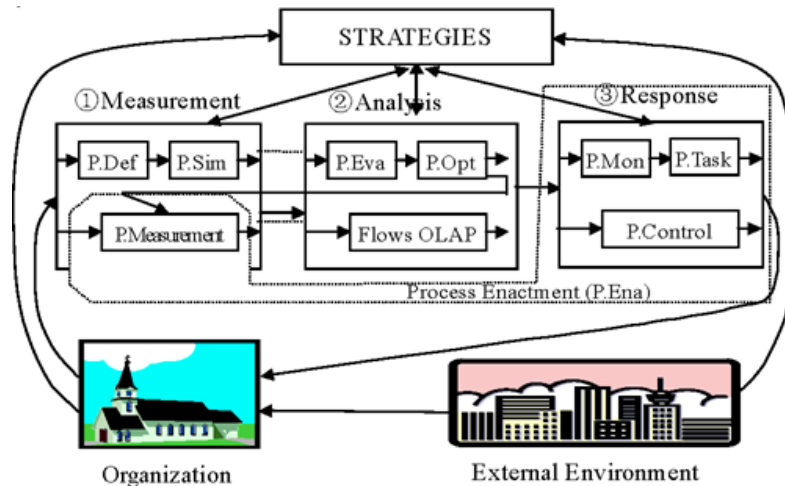 STRATEGIES
①Measurement
②Analysis
③Response
P.Def
P.Sim
P.Eva
P.Opt
P.Mon
P.Task
P.Measurement
Flows OLAP
P.Control
Process Enactment (P.Ena)
Organization
External Environment